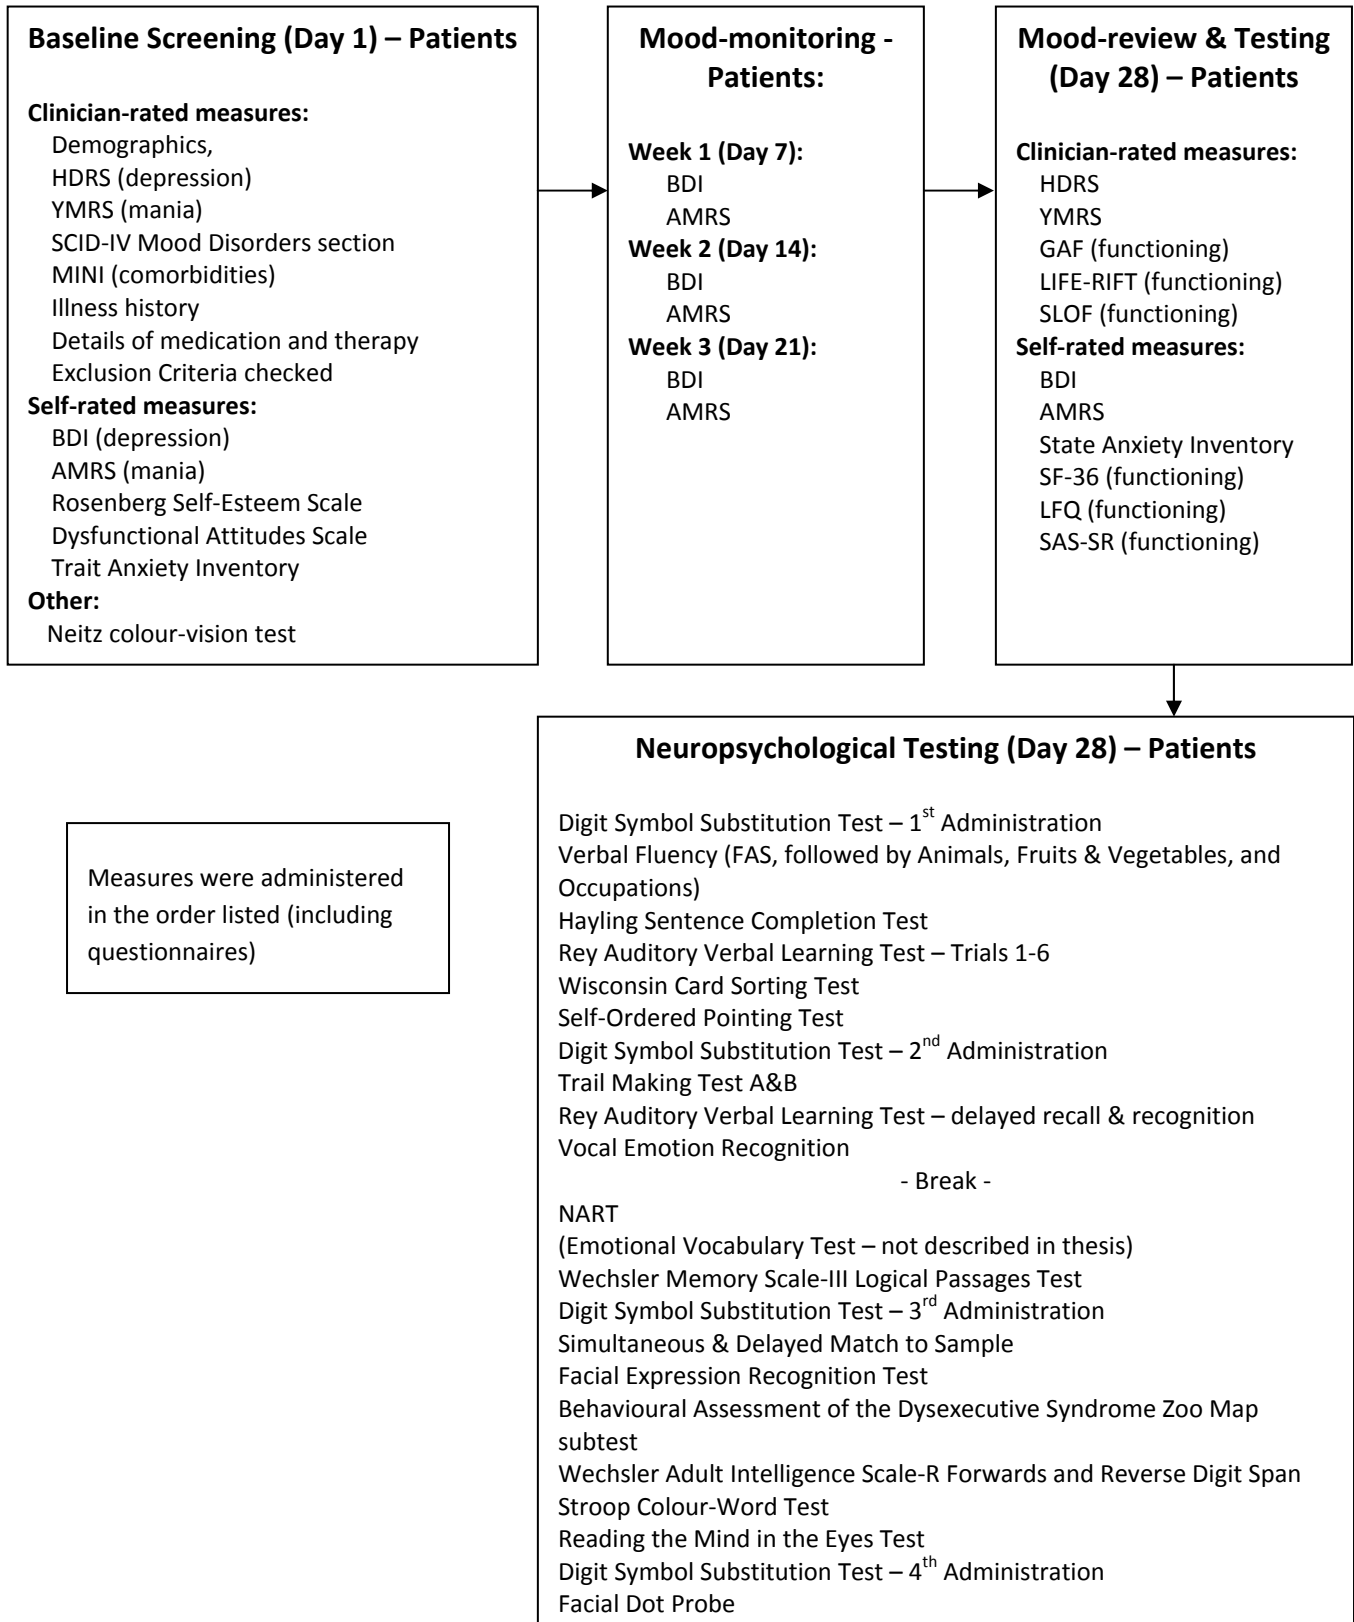 Baseline Screening (Day 1) – Patients
Clinician-rated measures:
Demographics,
HDRS (depression)
YMRS (mania)
SCID-IV Mood Disorders section
MINI (comorbidities)
Illness history
Details of medication and therapy
Exclusion Criteria checked
Self-rated measures:
BDI (depression)
AMRS (mania)
Rosenberg Self-Esteem Scale
Dysfunctional Attitudes Scale
Trait Anxiety Inventory
Other:
Neitz colour-vision test
Mood-monitoring -
Patients:
Week 1 (Day 7):
BDI
AMRS
Week 2 (Day 14):
BDI
AMRS
Week 3 (Day 21):
BDI
AMRS
Mood-review & Testing
(Day 28) – Patients
Clinician-rated measures:
HDRS
YMRS
GAF (functioning)
LIFE-RIFT (functioning)
SLOF (functioning)
Self-rated measures:
BDI
AMRS
State Anxiety Inventory
SF-36 (functioning)
LFQ (functioning)
SAS-SR (functioning)
Measures were administered
in the order listed (including
questionnaires)
Neuropsychological Testing (Day 28) – Patients
Digit Symbol Substitution Test – 1st Administration
Verbal Fluency (FAS, followed by Animals, Fruits & Vegetables, and
Occupations)
Hayling Sentence Completion Test
Rey Auditory Verbal Learning Test – Trials 1-6
Wisconsin Card Sorting Test
Self-Ordered Pointing Test
Digit Symbol Substitution Test – 2nd Administration
Trail Making Test A&B
Rey Auditory Verbal Learning Test – delayed recall & recognition
Vocal Emotion Recognition
- Break -
NART
(Emotional Vocabulary Test – not described in thesis)
Wechsler Memory Scale-III Logical Passages Test
Digit Symbol Substitution Test – 3rd Administration
Simultaneous & Delayed Match to Sample
Facial Expression Recognition Test
Behavioural Assessment of the Dysexecutive Syndrome Zoo Map
subtest
Wechsler Adult Intelligence Scale-R Forwards and Reverse Digit Span
Stroop Colour-Word Test
Reading the Mind in the Eyes Test
Digit Symbol Substitution Test – 4th Administration
Facial Dot Probe